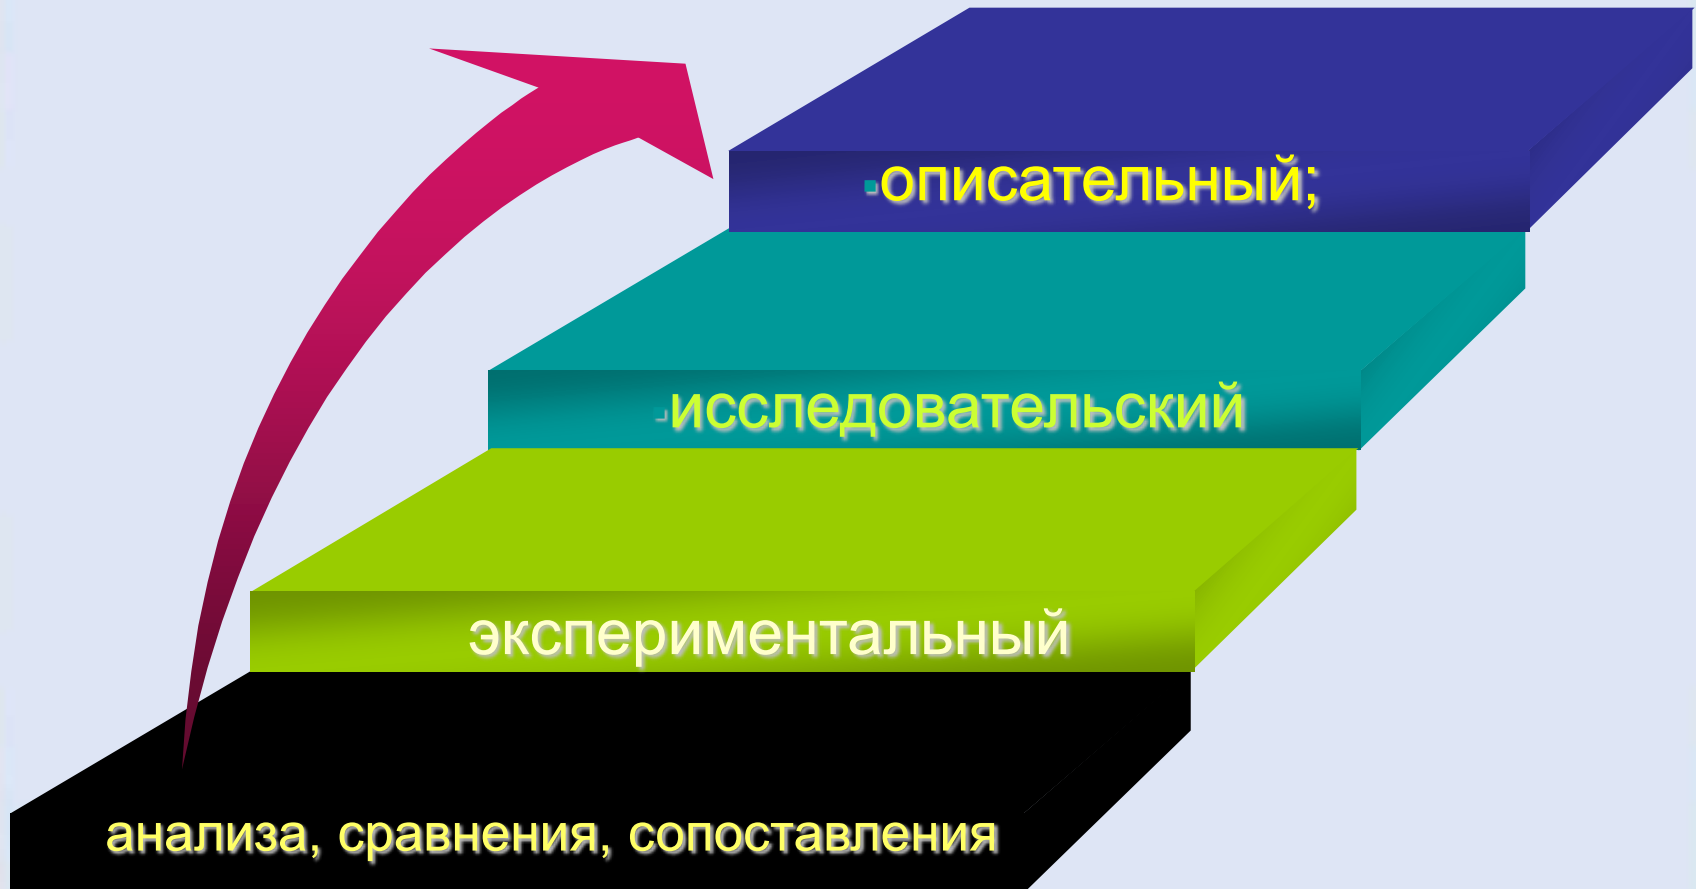 ▪описательный;
▪исследовательский
экспериментальный
анализа, сравнения, сопоставления